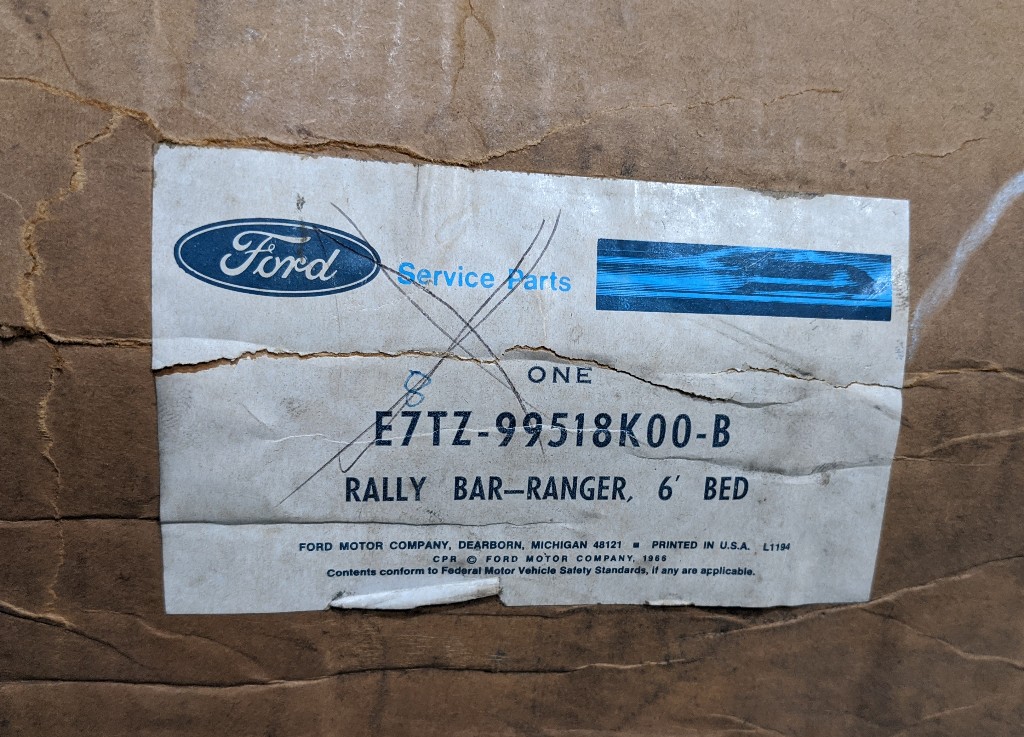 Ford Service Parts
ONE
8
E7TZ-99518K00-B
RALLY BAR—RANGER, 6' BED
FORD MOTOR COMPANY, DEARBORN, MICHIGAN 48121 ■ PRINTED IN U.S.A. L1194
CPR © FORD MOTOR COMPANY, 1966
Contents conform to Federal Motor Vehicle Safety Standards, if any are applicable.